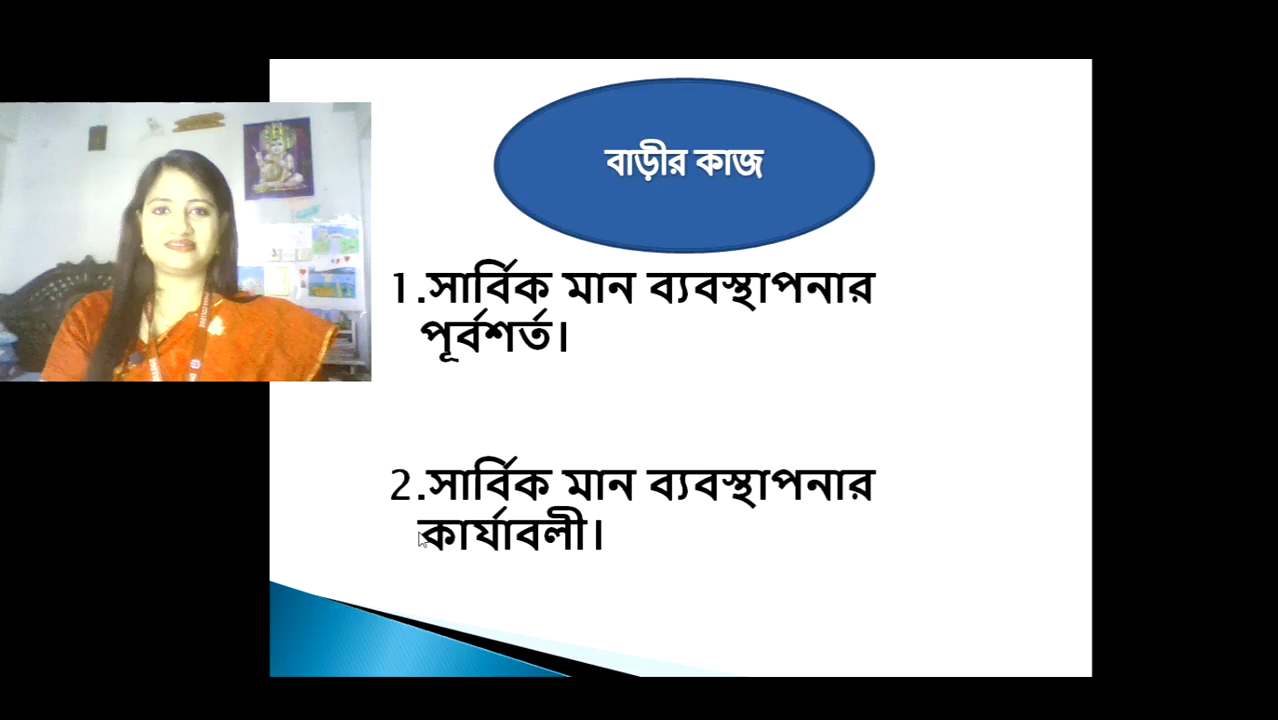 বাড়ীর কাজ
1.সার্বিক মান ব্যবস্থাপনার
পূর্বশর্ত।
2.সার্বিক মান ব্যবস্থাপনার
কার্যাবলী।